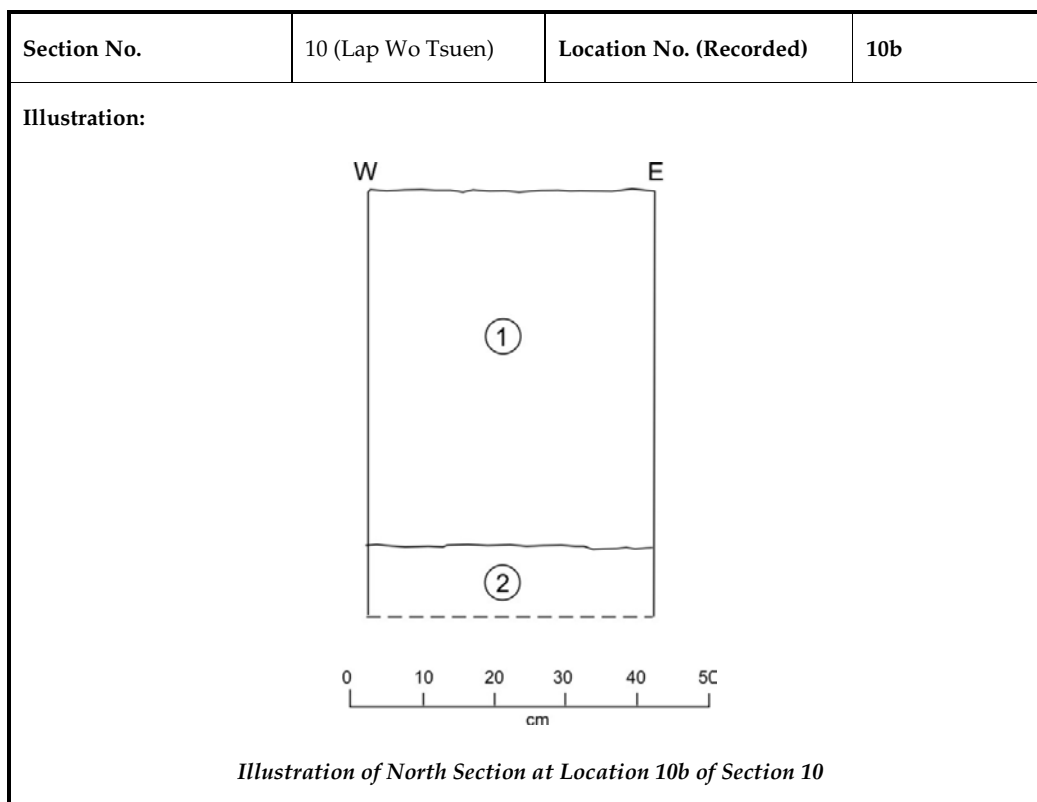 Section No. 10 (Lap Wo Tsuen) Location No. (Recorded) 10b
Illustration:
W E
1
2
0 10 20 30 40
cm
Illustration of North Section at Location 10b of Section 10